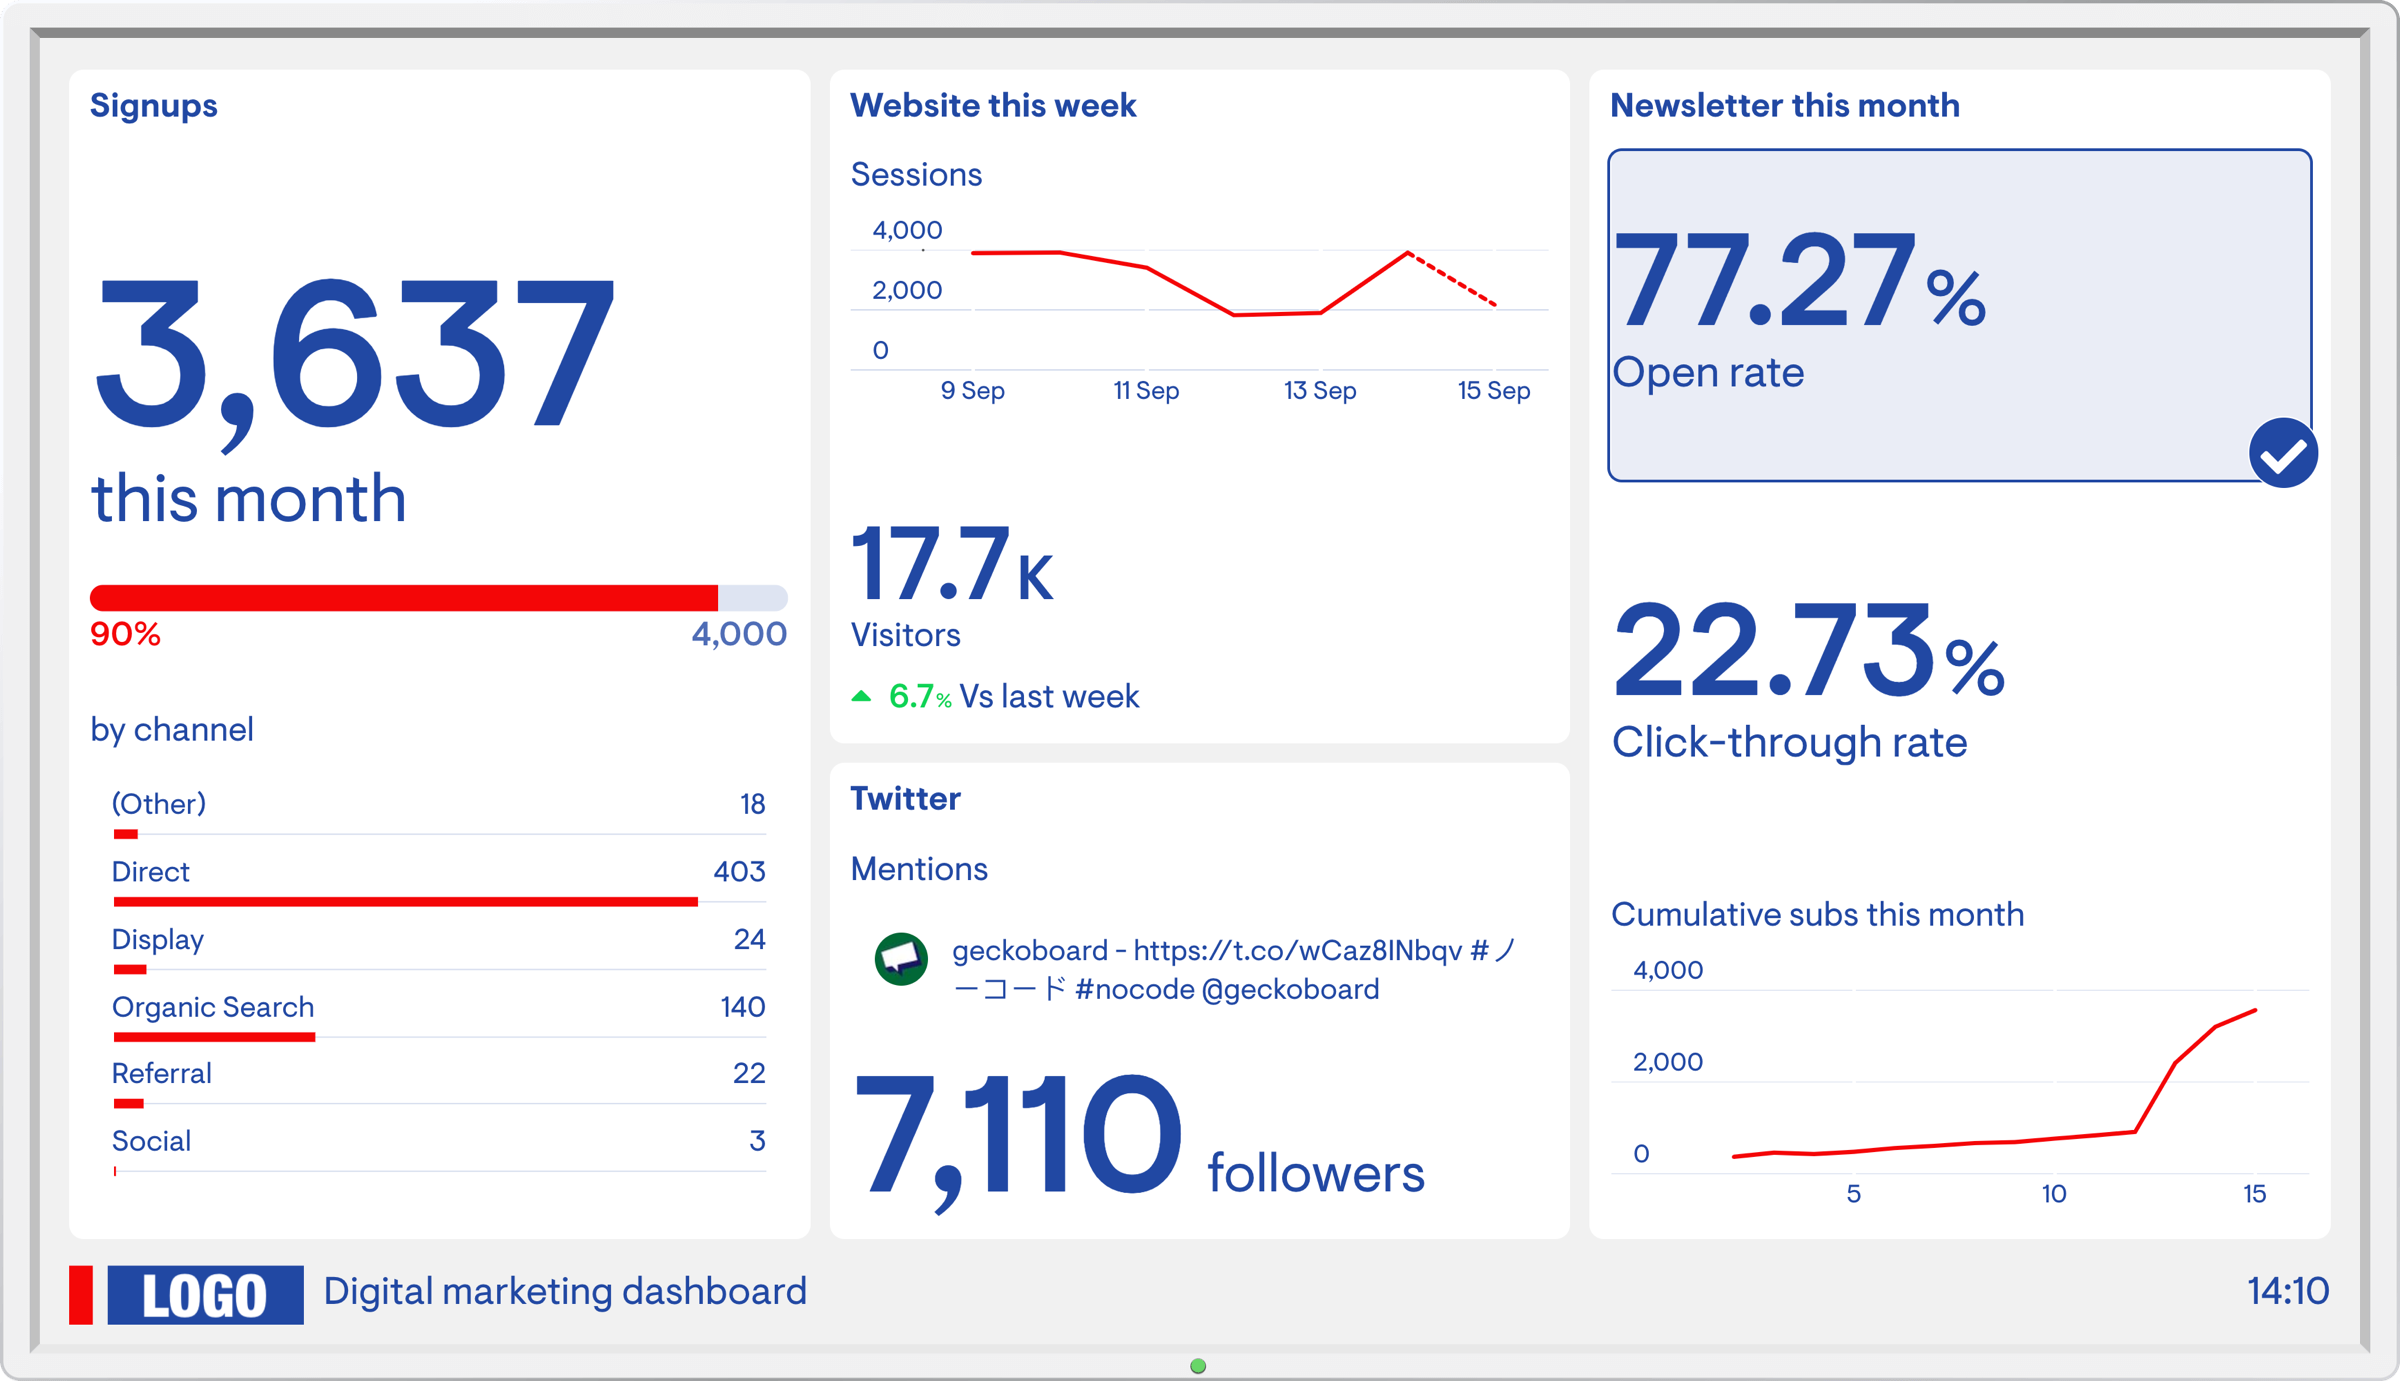 Signups
3,637
this month
90%
4,000
by channel
(Other) 18
Direct 403
Display 24
Organic Search 140
Referral 22
Social 3
Website this week
Sessions
4,000
2,000
0
9 Sep 11 Sep 13 Sep 15 Sep
17.7 K
Visitors
6.7% Vs last week
Twitter
Mentions
geckoboard - https://t.co/wCaz8INbqv #ノ
ーコード #nocode @geckoboard
7,110 followers
Newsletter this month
77.27%
Open rate
22.73%
Click-through rate
Cumulative subs this month
4,000
2,000
0
5 10 15
LOGO
Digital marketing dashboard
14:10